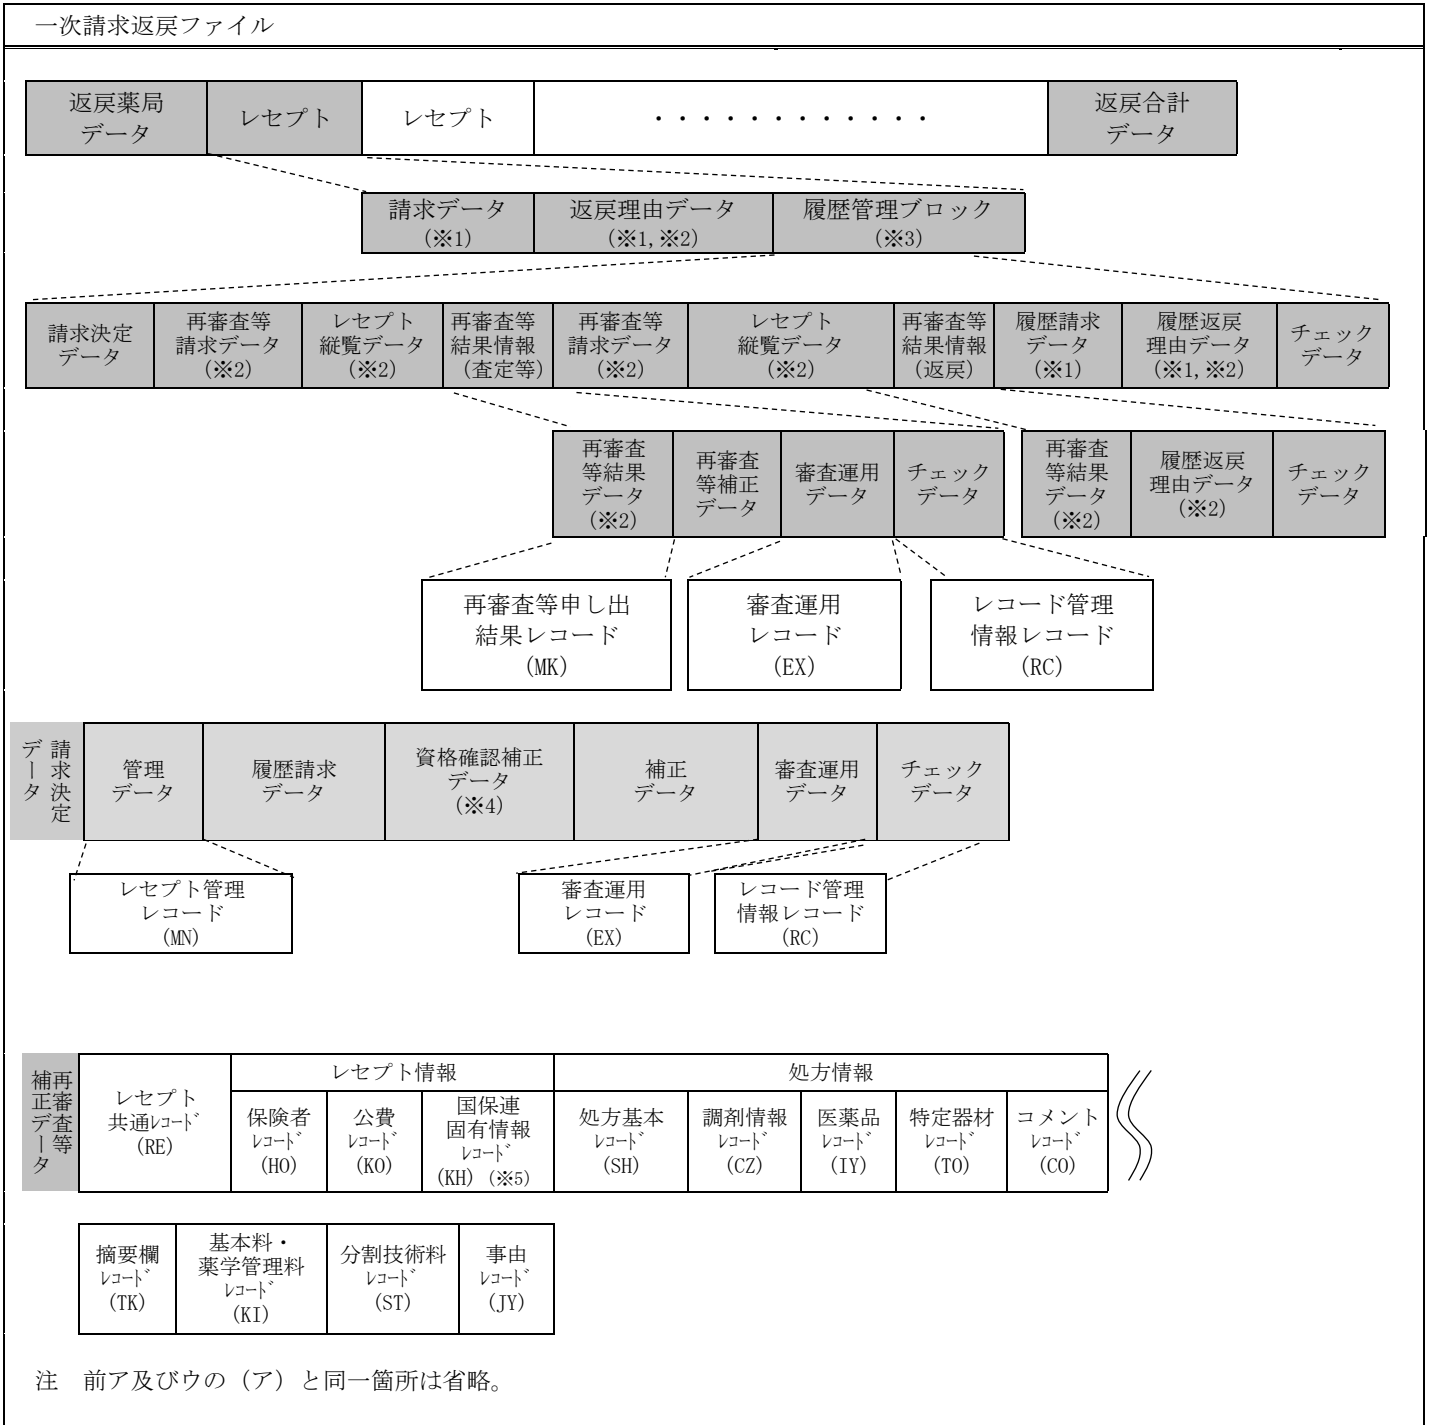 一次請求返戻ファイル
返戻薬局
データ
レセプト
レセプト
・・・・・・・・・・・・
返戻合計
データ
請求データ
(※1)
返戻理由データ
(※1,※2)
履歴管理ブロック
(※3)
請求決定
データ
再審査等
請求データ
(※2)
レセプト
縦覧データ
(※2)
再審査等
結果情報
(査定等)
再審査等
請求データ
(※2)
レセプト
縦覧データ
(※2)
再審査等
結果情報
(返戻)
履歴請求
データ
(※1)
履歴返戻
理由データ
(※1,※2)
チェック
データ
再審査
等結果
データ
(※2)
再審査
等補正
データ
審査運用
データ
チェック
データ
再審査
等結果
データ
(※2)
履歴返戻
理由データ
(※2)
チェック
データ
再審査等申し出
結果レコード
(MK)
審査運用
レコード
(EX)
レコード管理
情報レコード
(RC)
請求決定
データ
管理
データ
履歴請求
データ
資格確認補正
データ
(※4)
補正
データ
審査運用
データ
チェック
データ
レセプト管理
レコード
(MN)
審査運用
レコード
(EX)
レコード管理
情報レコード
(RC)
再審査等
補正データ
レセプト
共通ﾚｺｰﾄﾞ
(RE)
レセプト情報
保険者
ﾚｺｰﾄﾞ
(HO)
公費
ﾚｺｰﾄﾞ
(KO)
国保連
固有情報
ﾚｺｰﾄﾞ
(KH) (※5)
処方情報
処方基本
ﾚｺｰﾄﾞ
(SH)
調剤情報
ﾚｺｰﾄﾞ
(CZ)
医薬品
ﾚｺｰﾄﾞ
(IY)
特定器材
ﾚｺｰﾄﾞ
(TO)
コメント
ﾚｺｰﾄﾞ
(CO)
摘要欄
ﾚｺｰﾄﾞ
(TK)
基本料・
薬学管理料
ﾚｺｰﾄﾞ
(KI)
分割技術料
ﾚｺｰﾄﾞ
(ST)
事由
ﾚｺｰﾄﾞ
(JY)
注　前ア及びウの（ア）と同一箇所は省略。